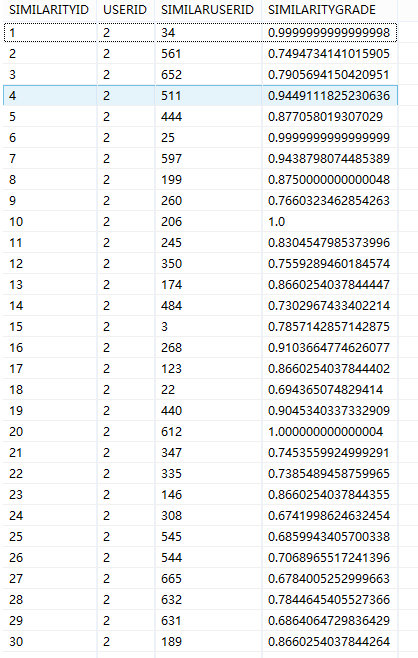 SIMILARITYID USERID SIMILARUSERID SIMILARITYGRADE
1 2 34 0.9999999999999998
2 2 561 0.7494734141015905
3 2 652 0.7905694150420951
4 2 511 0.9449111825230636
5 2 444 0.877058019307029
6 2 25 0.9999999999999999
7 2 597 0.9438798074485389
8 2 199 0.8750000000000048
9 2 260 0.7660323462854263
10 2 206 1.0
11 2 245 0.8304547985373996
12 2 350 0.7559289460184574
13 2 174 0.8660254037844447
14 2 484 0.7302967433402214
15 2 3 0.7857142857142875
16 2 268 0.9103664774626077
17 2 123 0.8660254037844402
18 2 22 0.694365074829414
19 2 440 0.9045340337332909
20 2 612 1.000000000000004
21 2 347 0.7453559924999291
22 2 335 0.7385489458759965
23 2 146 0.8660254037844355
24 2 308 0.6741998624632454
25 2 545 0.6859943405700338
26 2 544 0.7068965517241396
27 2 665 0.6784005252999663
28 2 632 0.7844645405527366
29 2 631 0.6864064729836429
30 2 189 0.8660254037844264